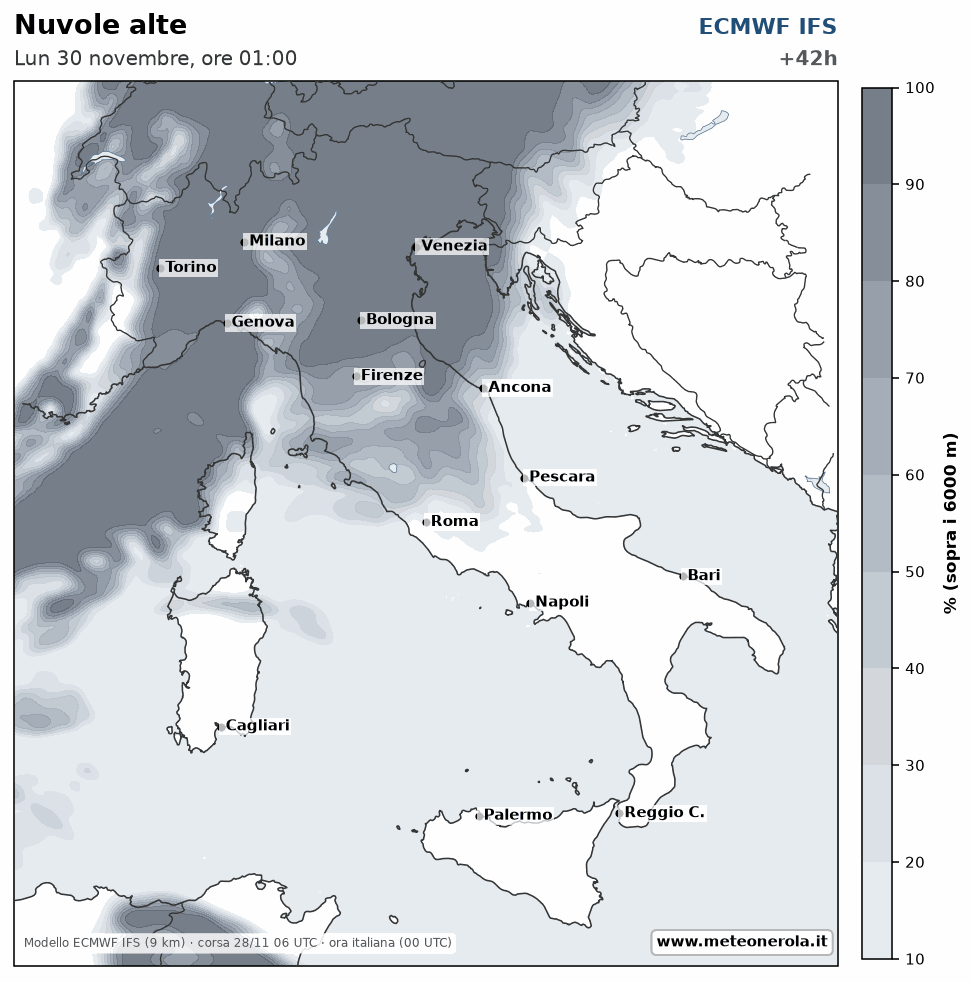 Nuvole alte
ECMWF IFS
Lun 30 novembre, ore 01:00
+42h
Milano
Venezia
Torino
Genova
Bologna
Firenze
Ancona
Pescara
Roma
Bari
Napoli
Cagliari
Palermo
Reggio C.
Modello ECMWF IFS (9 km) · corsa 28/11 06 UTC · ora italiana (00 UTC)
www.meteonerola.it
100
90
80
70
60
50
40
30
20
10
% (sopra i 6000 m)